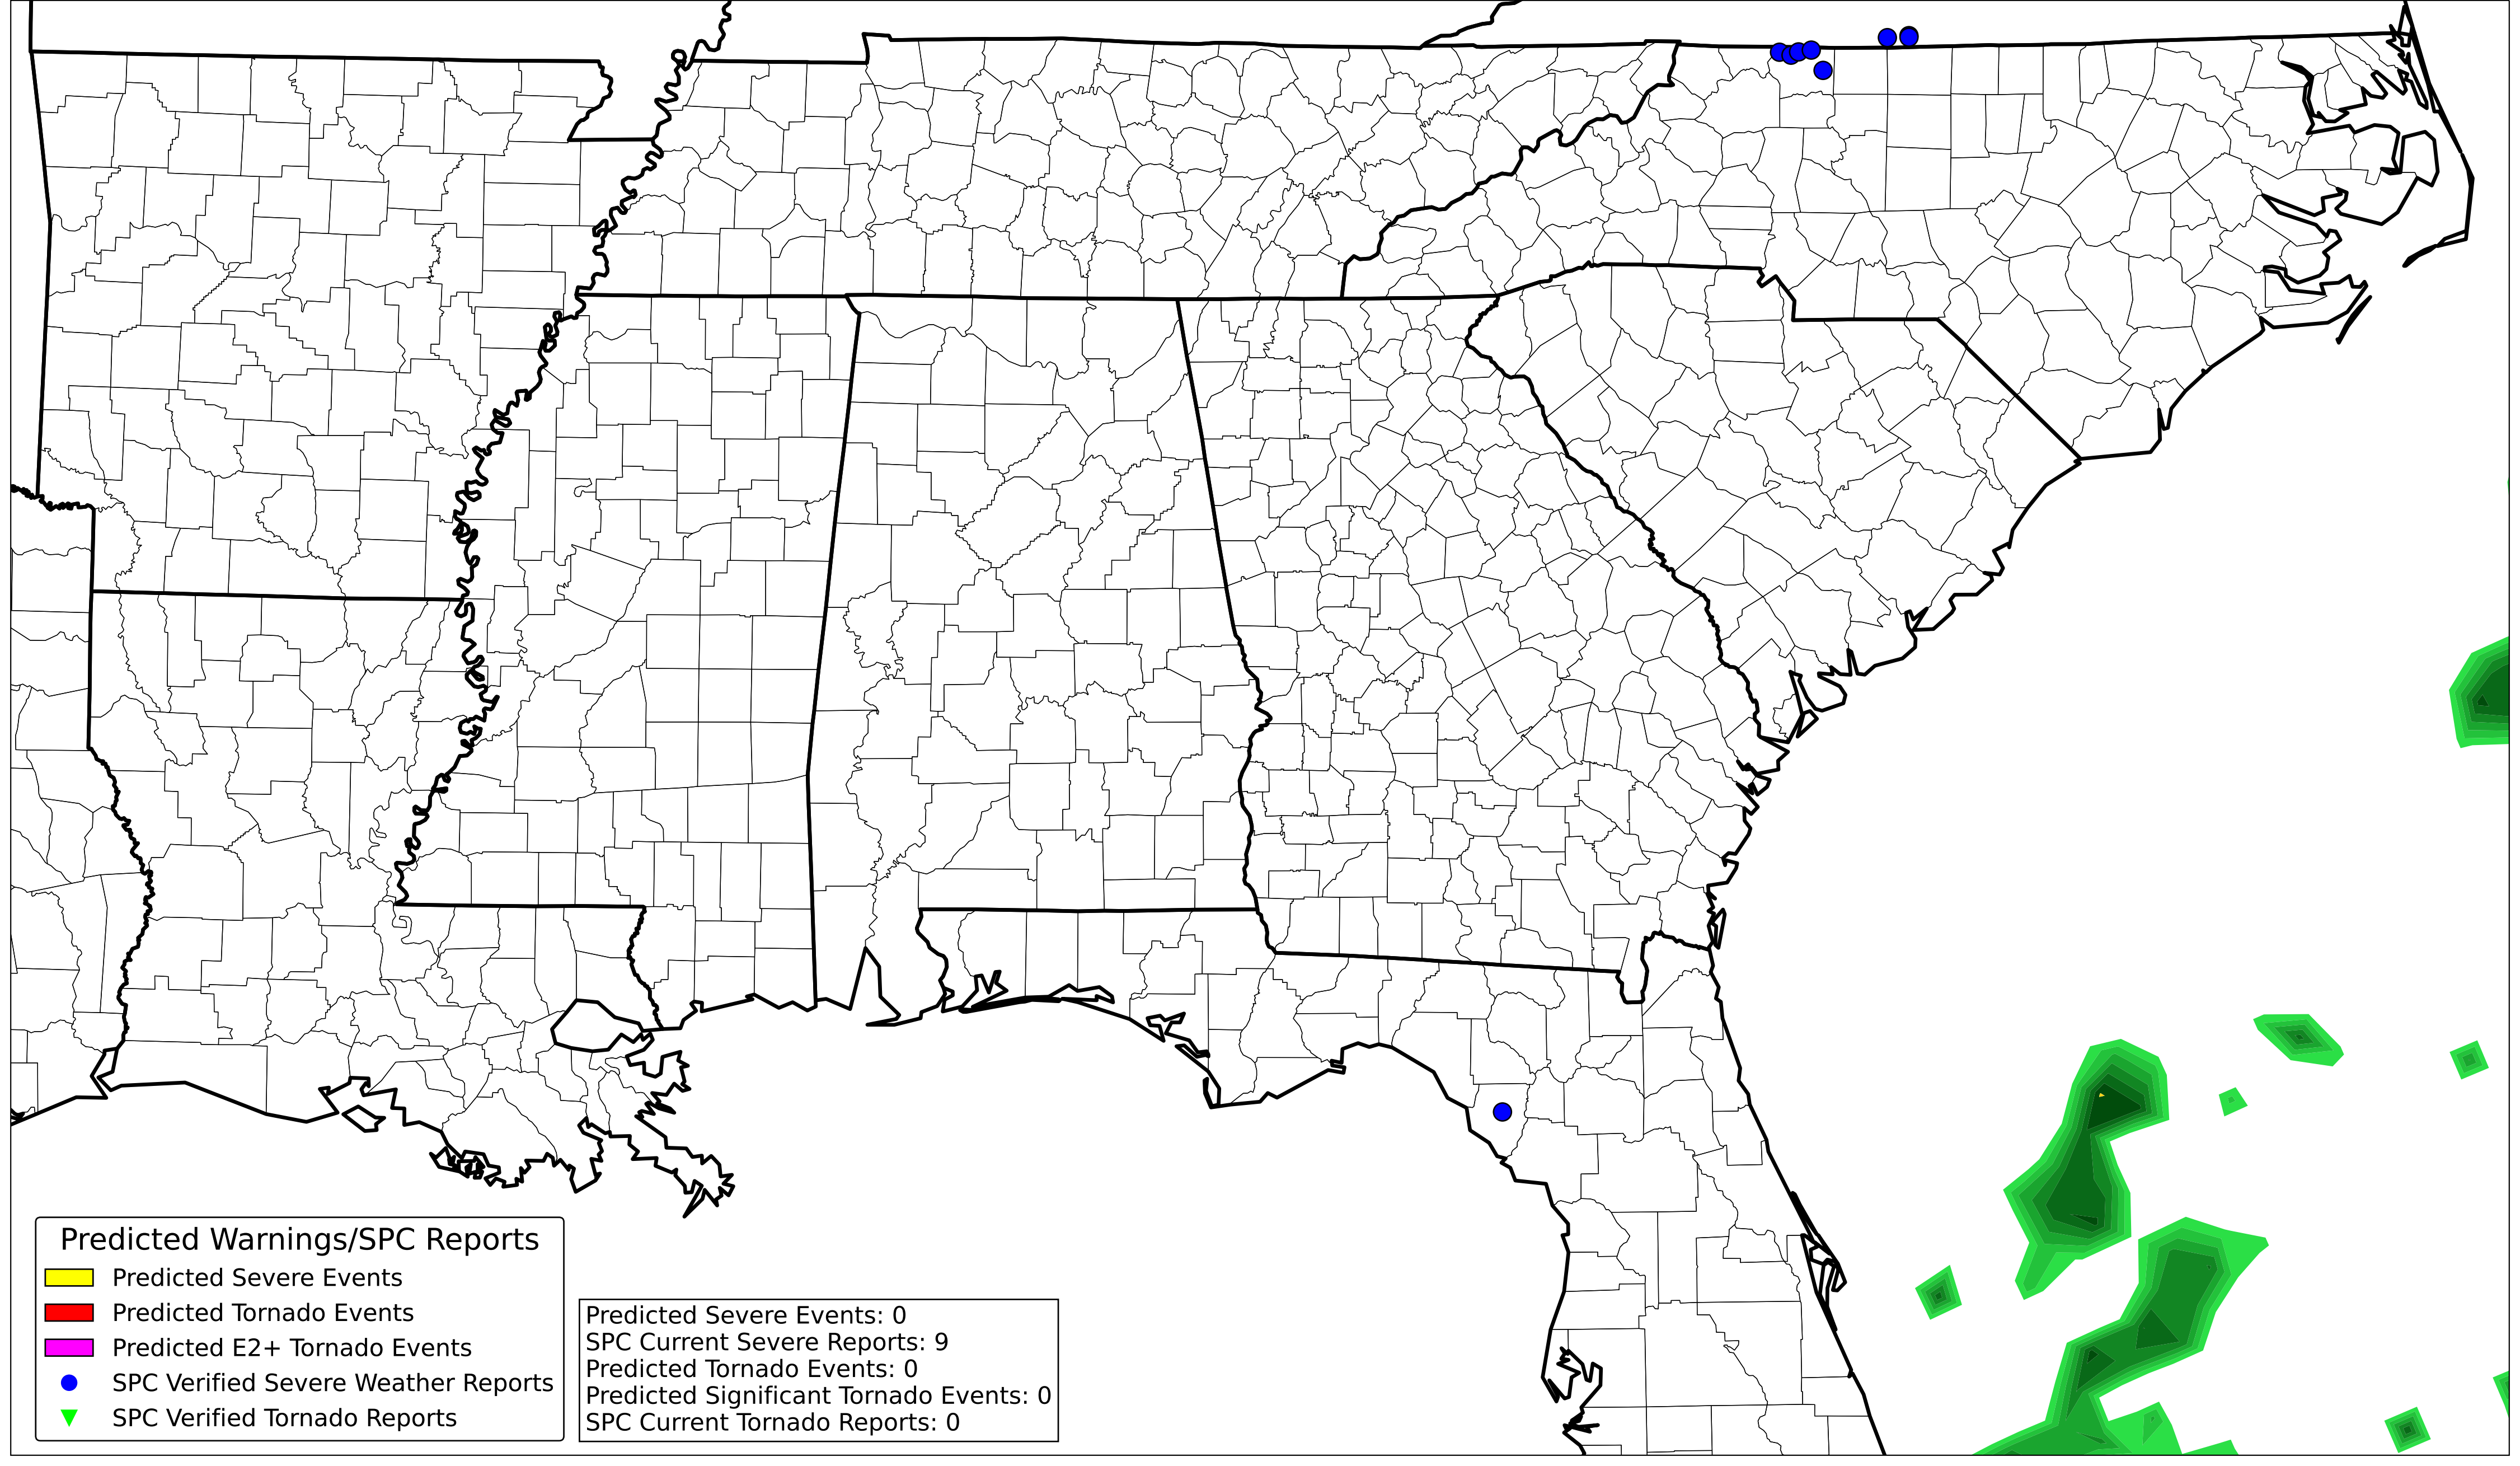 Predicted Warnings/SPC Reports
Predicted Severe Events
Predicted Tornado Events
Predicted E2+ Tornado Events
SPC Verified Severe Weather Reports
SPC Verified Tornado Reports
Predicted Severe Events: 0
SPC Current Severe Reports: 9
Predicted Tornado Events: 0
Predicted Significant Tornado Events: 0
SPC Current Tornado Reports: 0